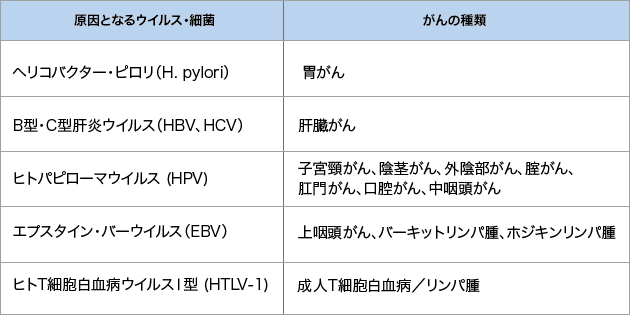 原因となるウイルス・細菌
がんの種類
ヘリコバクター・ピロリ(H. pylori)
胃がん
B型・C型肝炎ウイルス(HBV、HCV)
肝臓がん
ヒトパピローマウイルス (HPV)
子宮頸がん、陰茎がん、外陰部がん、腟がん、
肛門がん、口腔がん、中咽頭がん
エプスタイン・バーウイルス(EBV)
上咽頭がん、バーキットリンパ腫、ホジキンリンパ腫
ヒトT細胞白血病ウイルスⅠ型 (HTLV-1)
成人T細胞白血病／リンパ腫